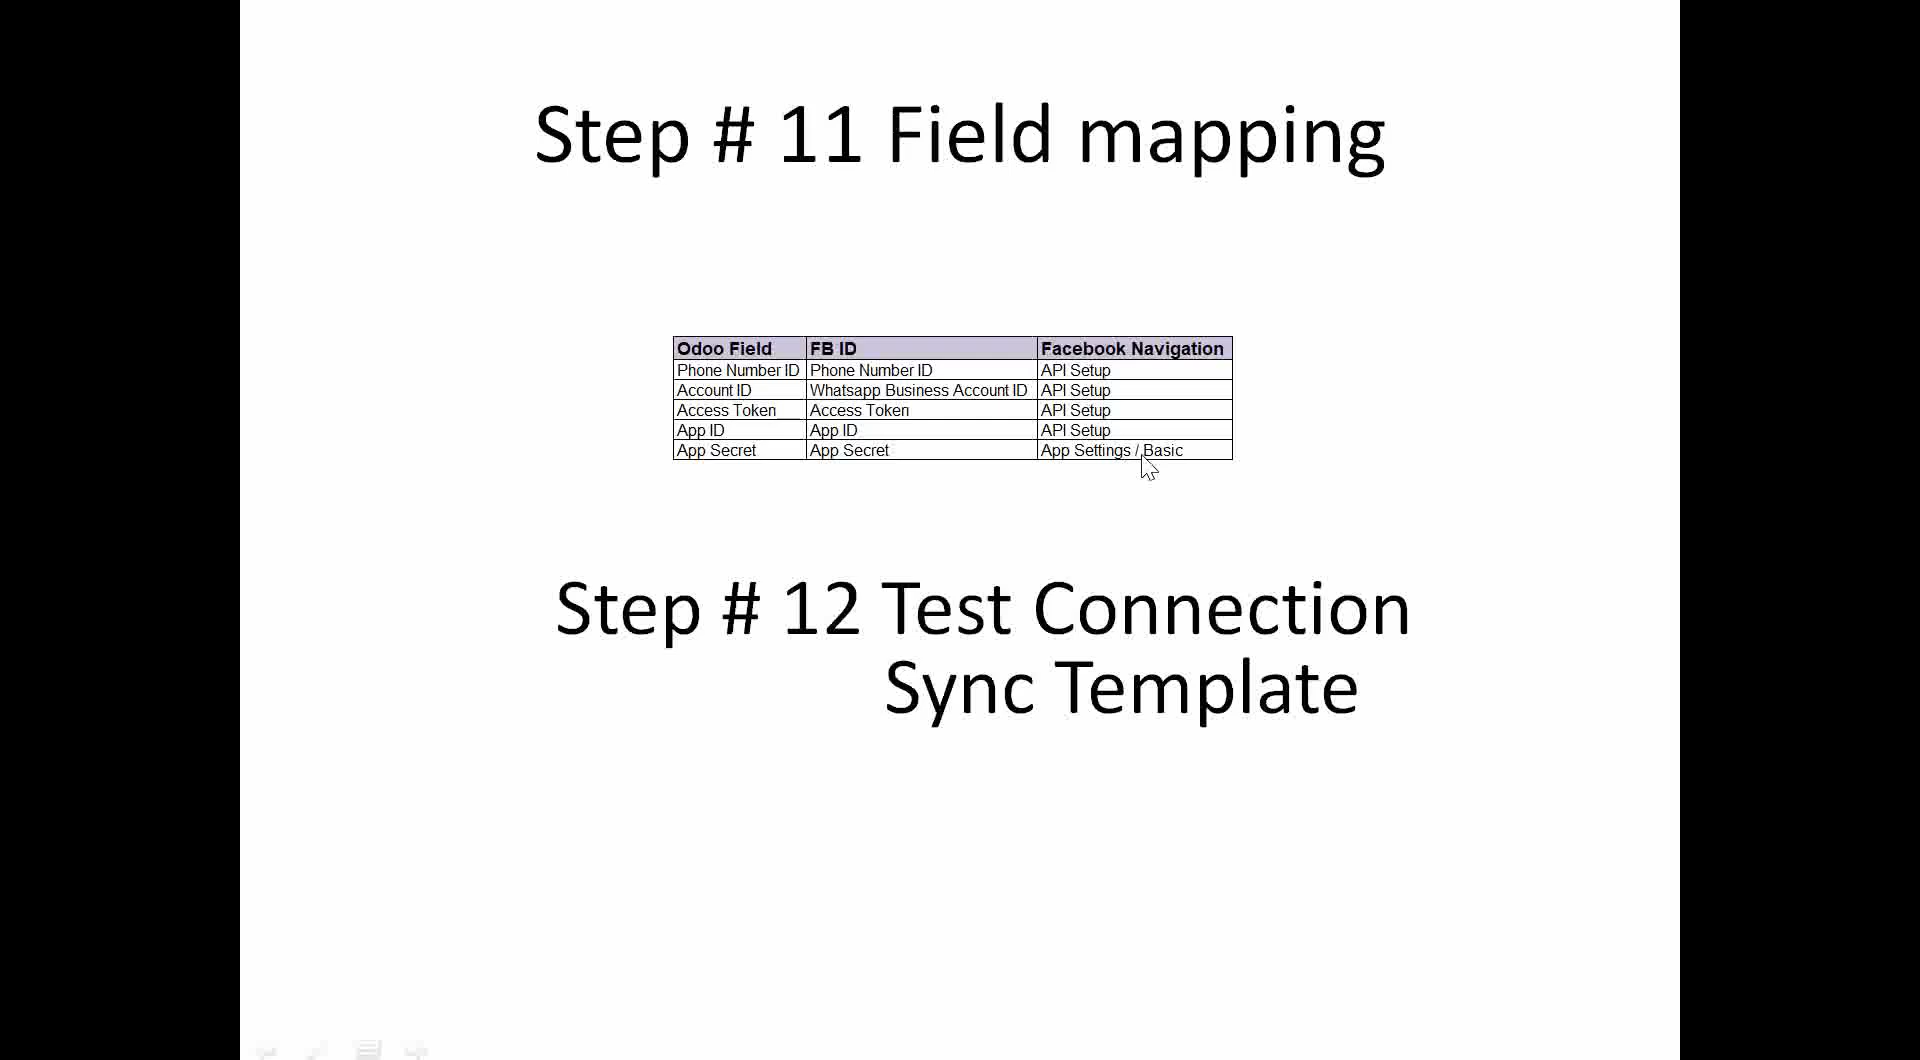 Step # 11 Field mapping
Odoo Field FB ID Facebook Navigation
Phone Number ID Phone Number ID API Setup
Account ID Whatsapp Business Account ID API Setup
Access Token Access Token API Setup
App ID App ID API Setup
App Secret App Secret App Settings / Basic
Step # 12 Test Connection
Sync Template